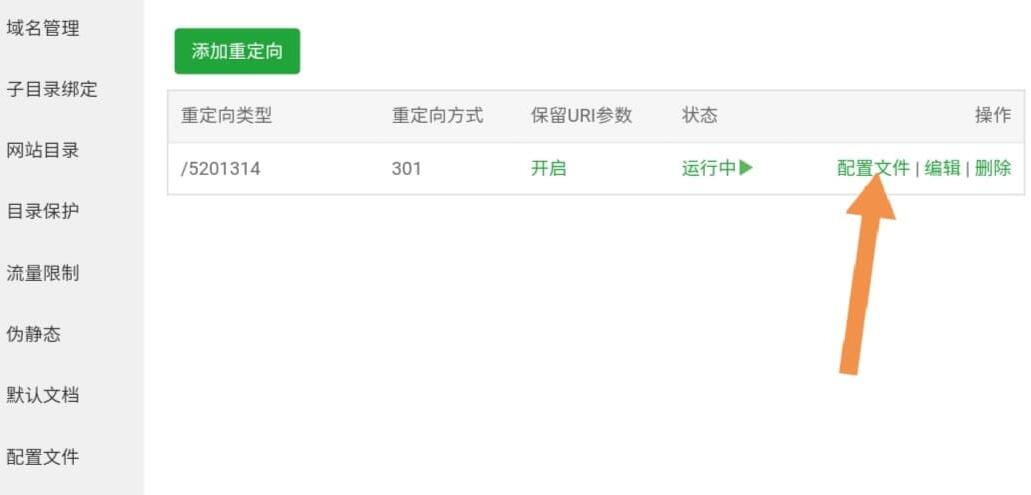 域名管理
子目录绑定
网站目录
目录保护
流量限制
伪静态
默认文档
配置文件
添加重定向
重定向类型 重定向方式 保留URI参数 状态 操作
/5201314 301 开启 运行中 配置文件 | 编辑 | 删除